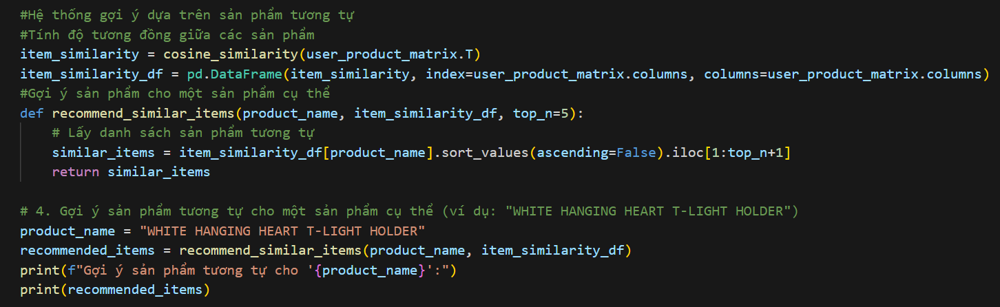 #Hệ thống gợi ý dựa trên sản phẩm tương tự
#Tính độ tương đồng giữa các sản phẩm
item_similarity = cosine_similarity(user_product_matrix.T)
item_similarity_df = pd.DataFrame(item_similarity, index=user_product_matrix.columns, columns=user_product_matrix.columns)
#Gợi ý sản phẩm cho một sản phẩm cụ thể
def recommend_similar_items(product_name, item_similarity_df, top_n=5):
    # Lấy danh sách sản phẩm tương tự
    similar_items = item_similarity_df[product_name].sort_values(ascending=False).iloc[1:top_n+1]
    return similar_items
# 4. Gợi ý sản phẩm tương tự cho một sản phẩm cụ thể (ví dụ: "WHITE HANGING HEART T-LIGHT HOLDER")
product_name = "WHITE HANGING HEART T-LIGHT HOLDER"
recommended_items = recommend_similar_items(product_name, item_similarity_df)
print(f"Gợi ý sản phẩm tương tự cho '{product_name}':")
print(recommended_items)